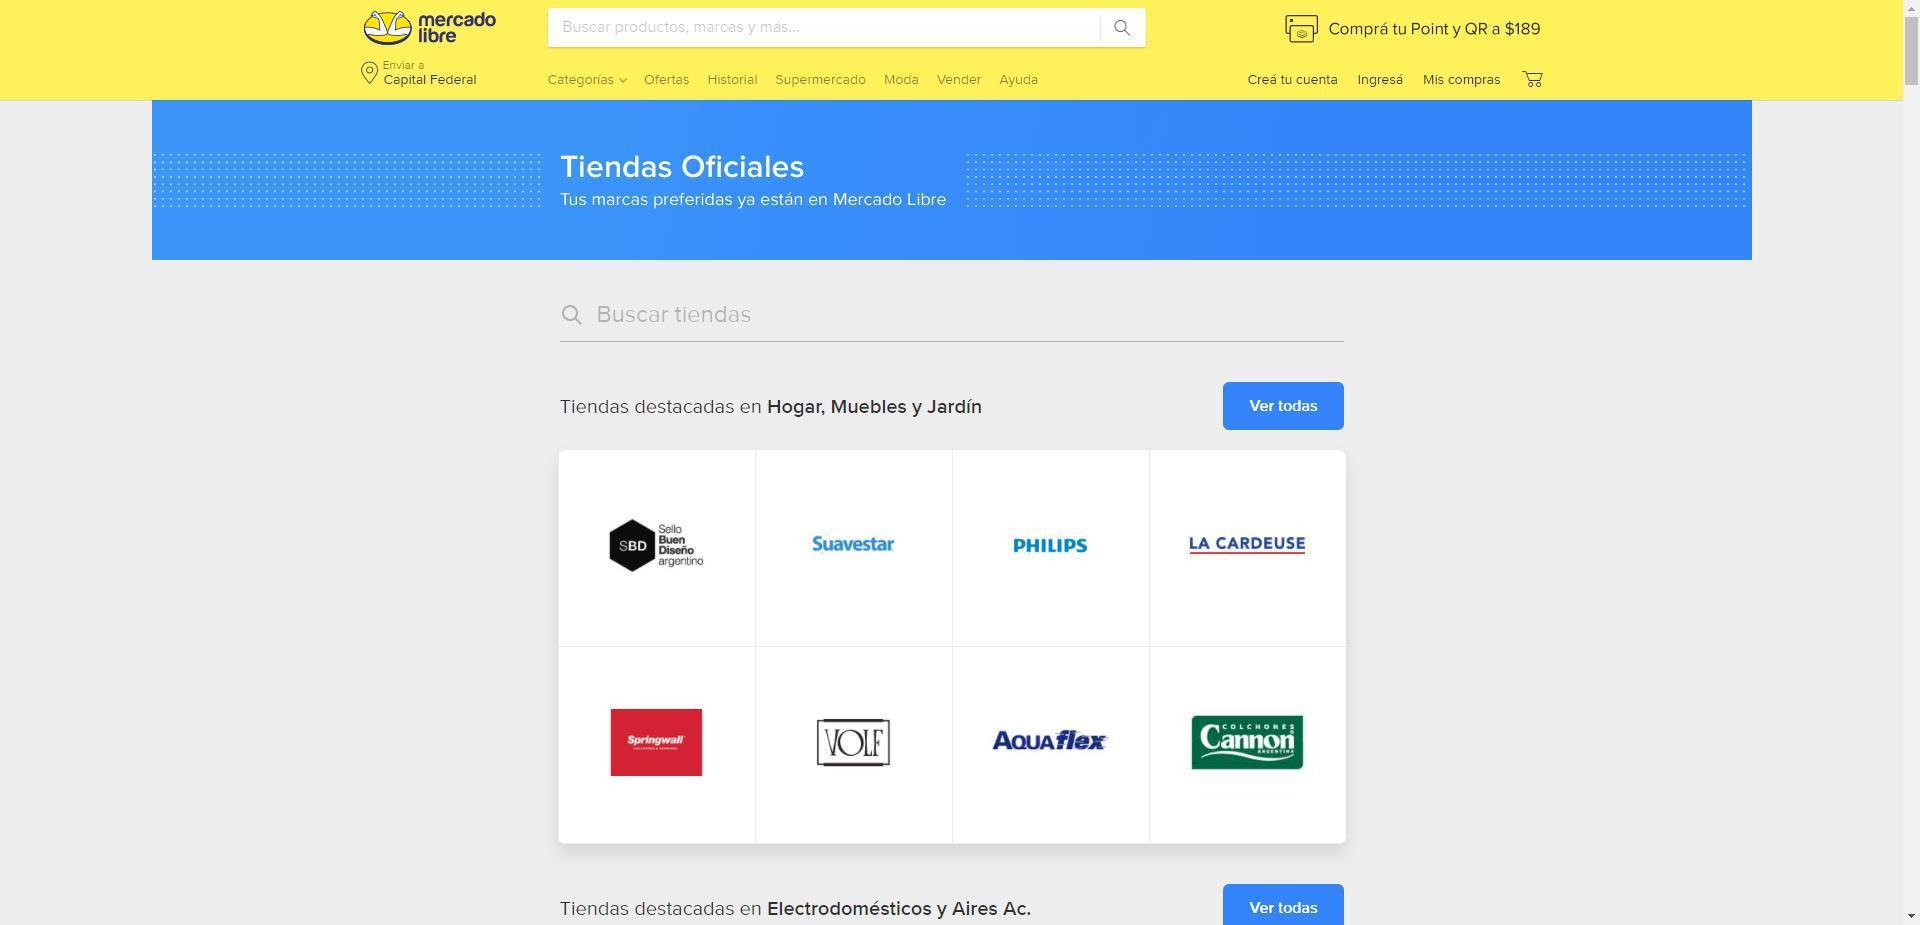 mercado
libre
Buscar productos, marcas y más...
Comprá tu Point y QR a $189
Enviar a
Capital Federal
Categorías Ofertas Historial Supermercado Moda Vender Ayuda
Creá tu cuenta Ingresá Mis compras
Tiendas Oficiales
Tus marcas preferidas ya están en Mercado Libre
Buscar tiendas
Tiendas destacadas en Hogar, Muebles y Jardín
Ver todas
SBD
Sello
Buen
Diseño
argentino
Suavestar
PHILIPS
LA CARDEUSE
Springwall
VOLF
AQUAflex
COLCHONES
Cannon
ARGENTINA
Tiendas destacadas en Electrodomésticos y Aires Ac.
Ver todas